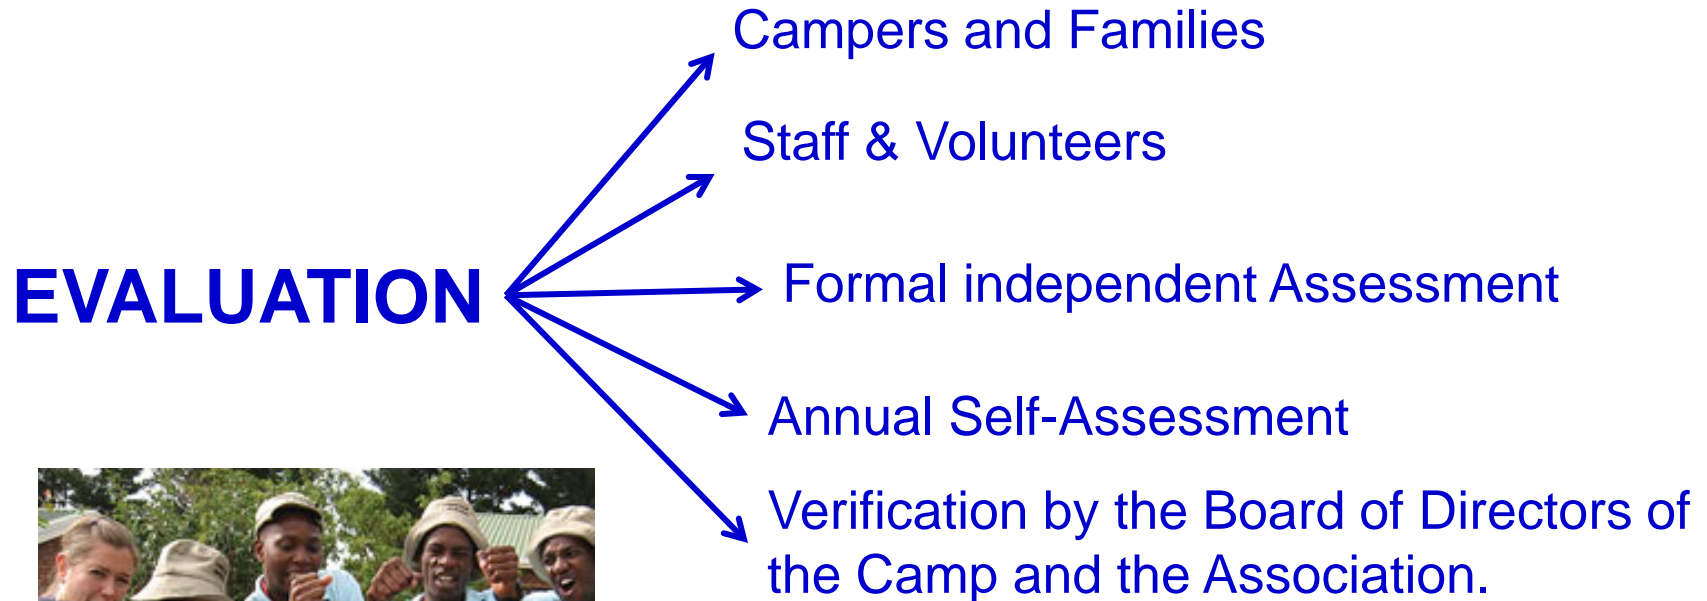 Campers and Families
Staff & Volunteers
EVALUATION
Formal independent Assessment
Annual Self-Assessment
Verification by the Board of Directors of
the Camp and the Association.